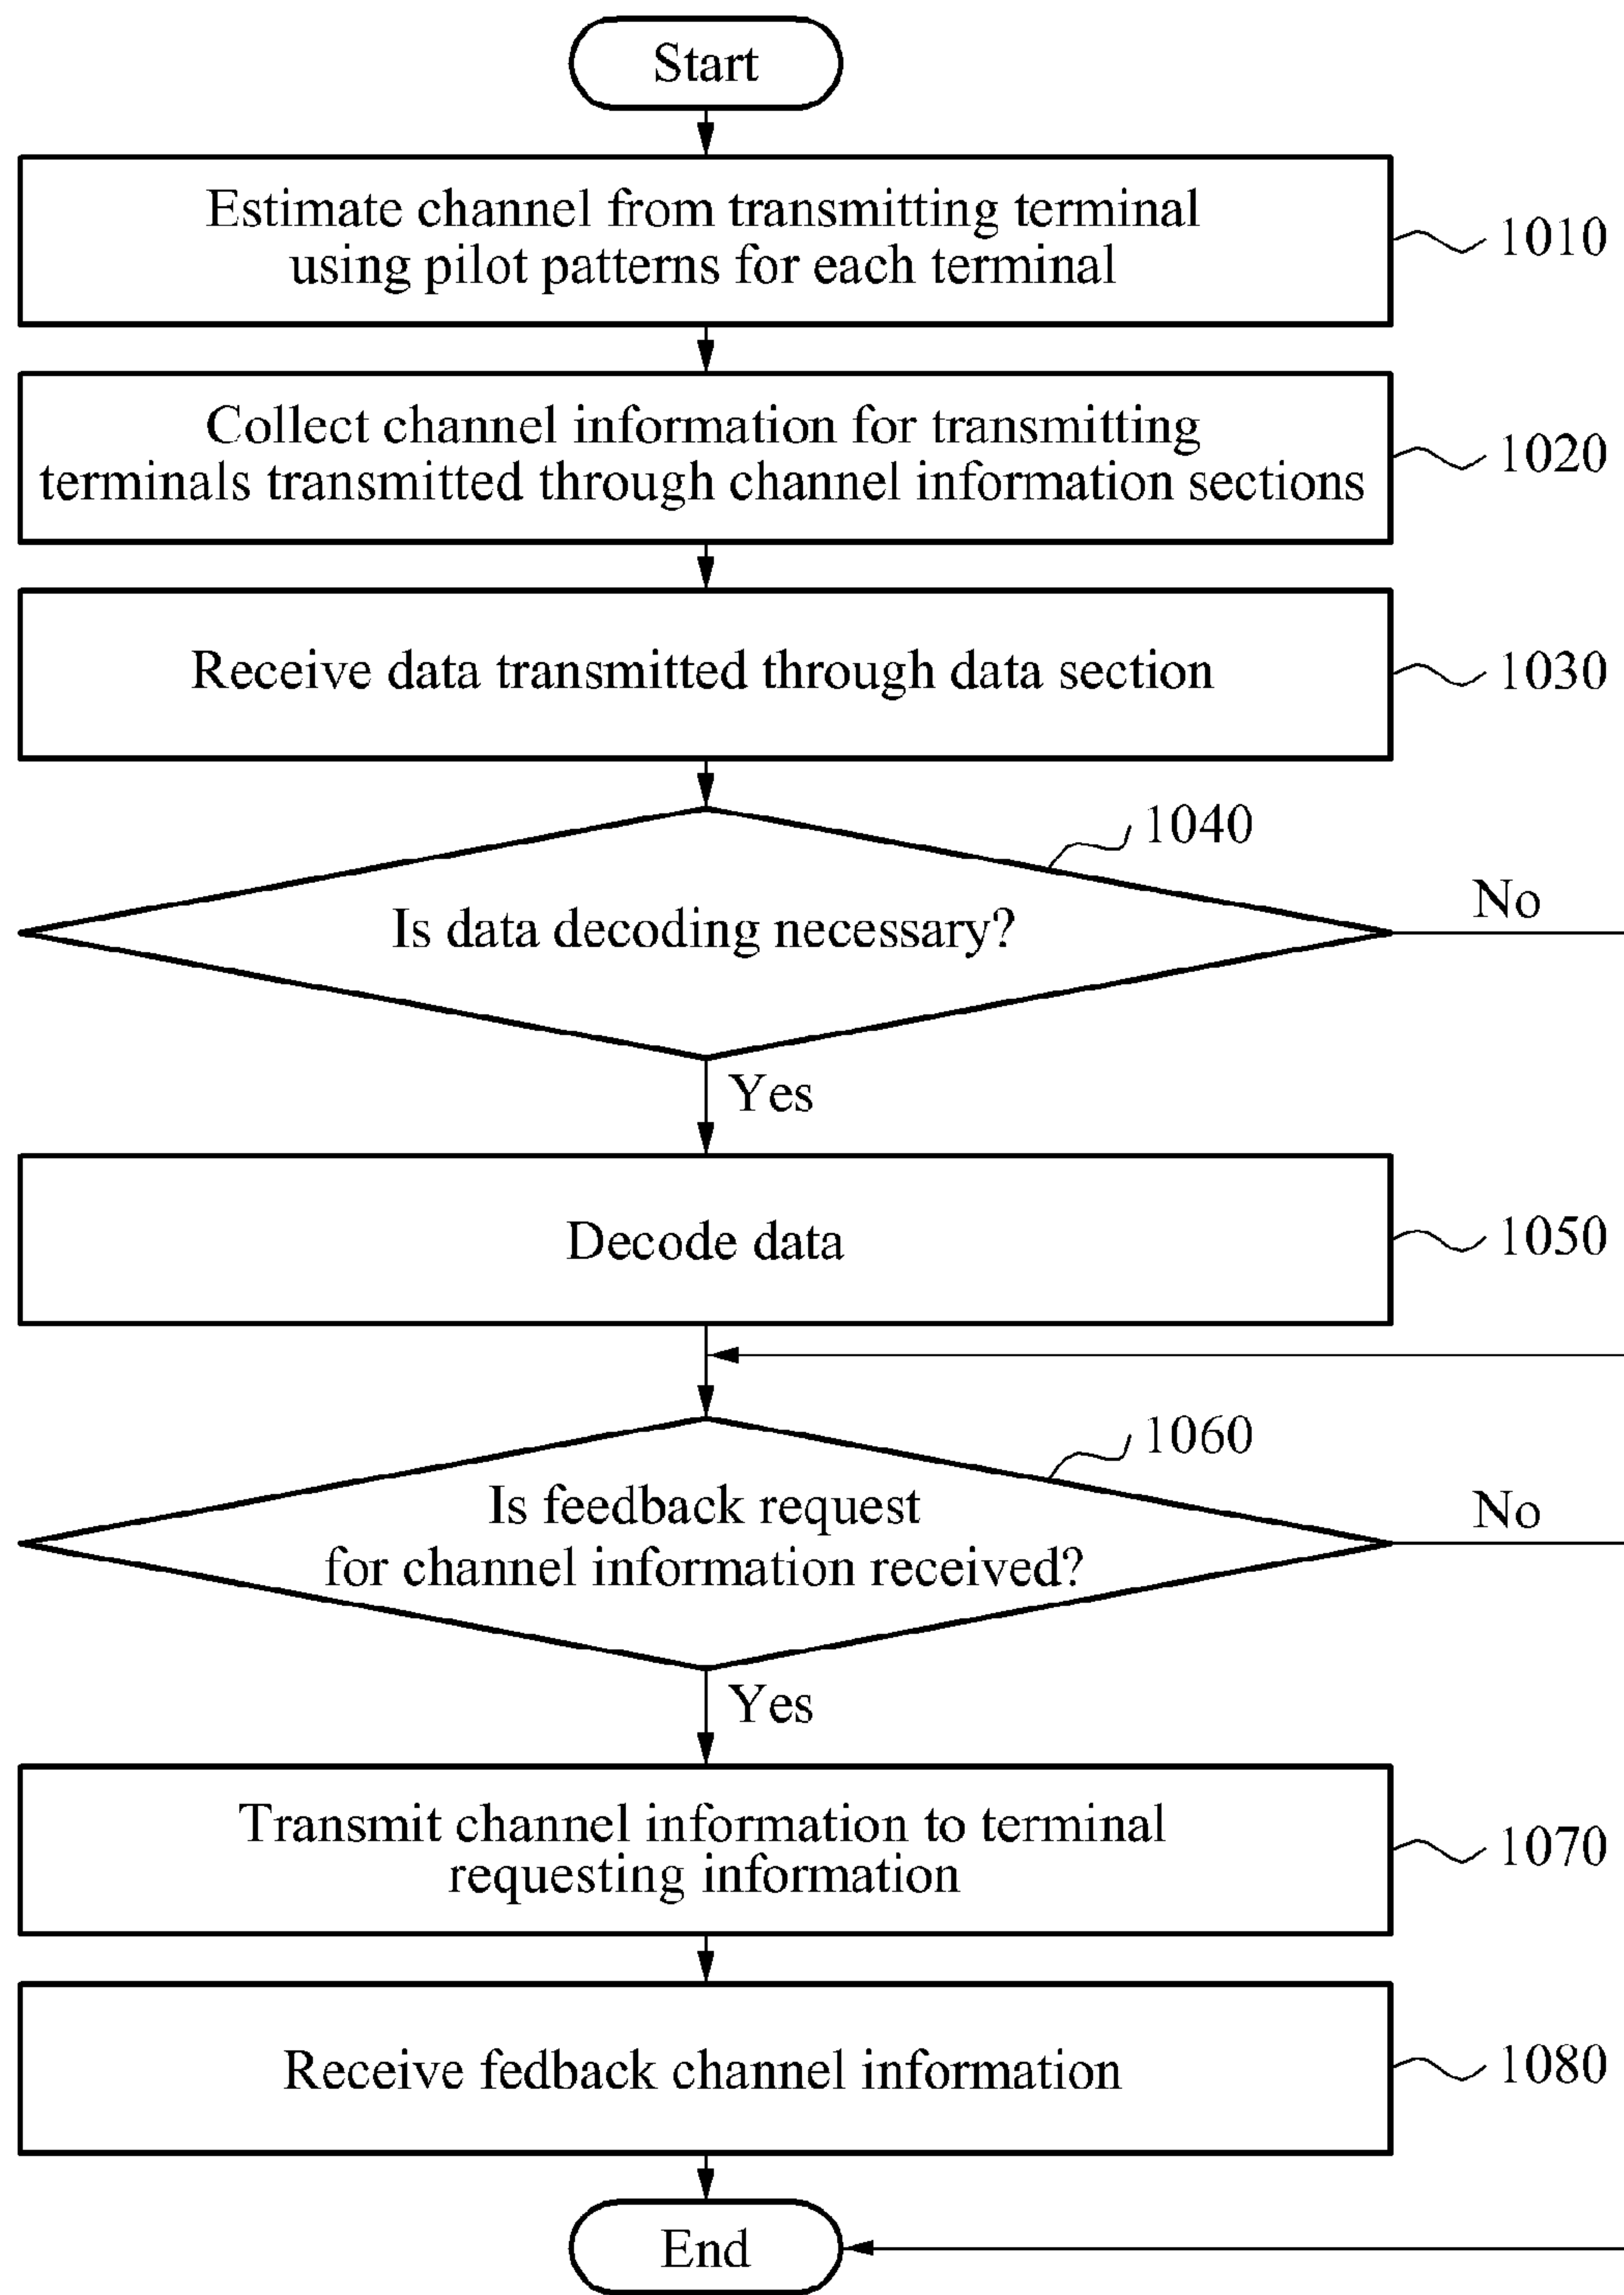 Start
Estimate channel from transmitting terminal
using pilot patterns for each terminal
1010
Collect channel information for transmitting
terminals transmitted through channel information sections
1020
Receive data transmitted through data section
1030
1040
Is data decoding necessary?
No
Yes
Decode data
1050
1060
Is feedback request
for channel information received?
No
Yes
Transmit channel information to terminal
requesting information
1070
Receive fedback channel information
1080
End